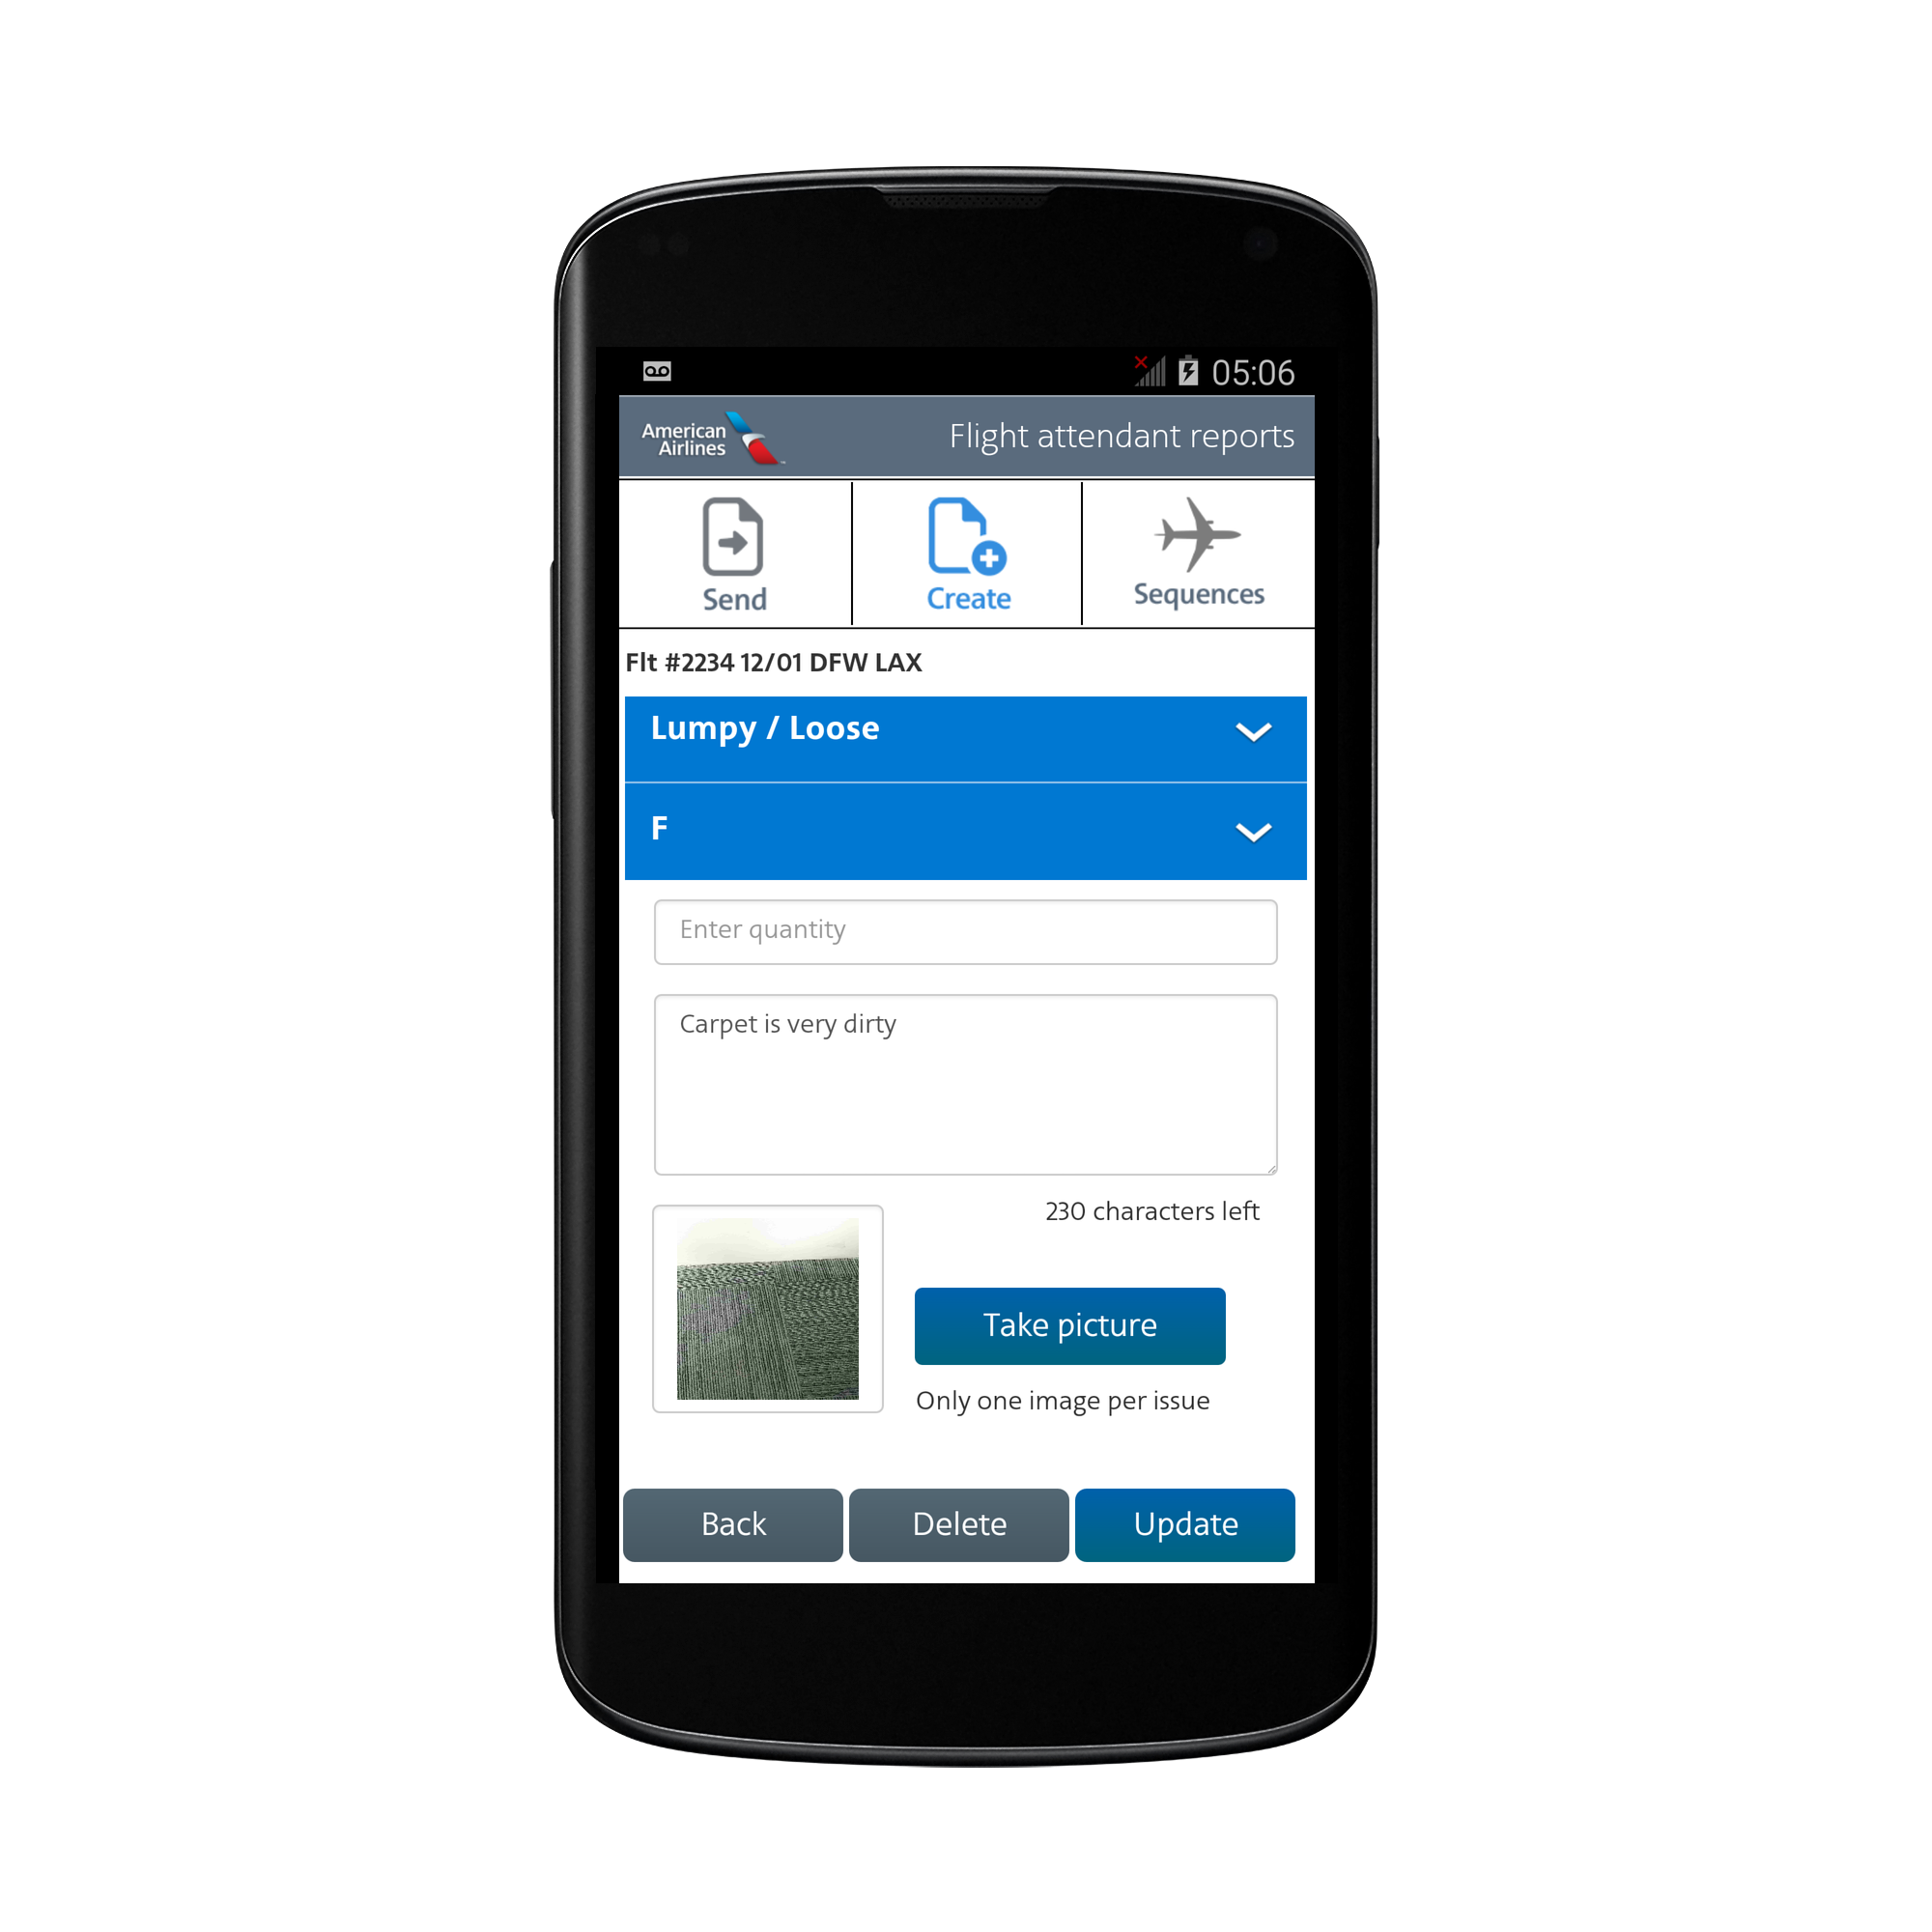 05:06
American
Airlines
Flight attendant reports
Send
Create
Sequences
Flt #2234 12/01 DFW LAX
Lumpy / Loose
F
Enter quantity
Carpet is very dirty
230 characters left
Take picture
Only one image per issue
Back
Delete
Update